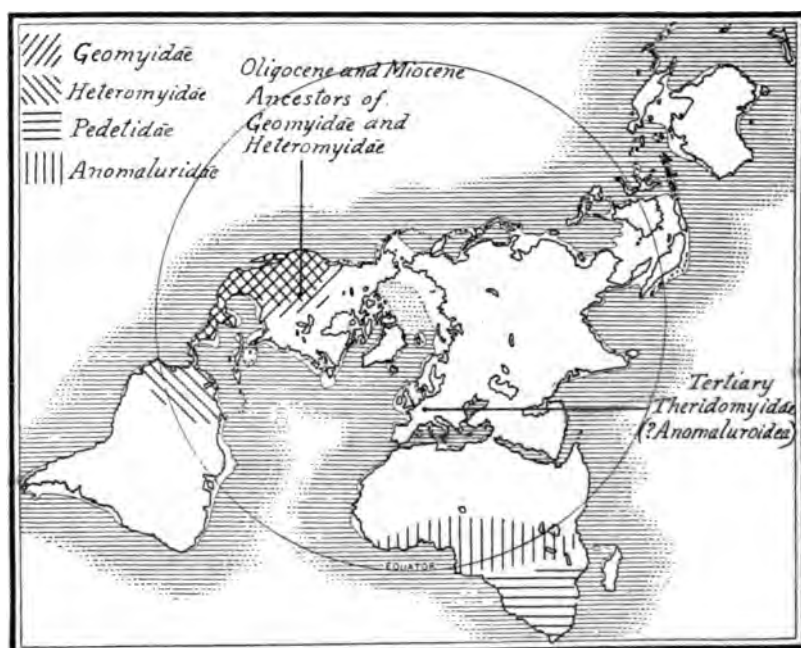 Geomyidae
Heteromyidae
Pedetidae
Anomaluridae
Oligocene and Miocene
Ancestors of
Geomyidae and
Heteromyidae
Tertiary
Theridomyidae
(?Anomaluroidea)
EQUATOR